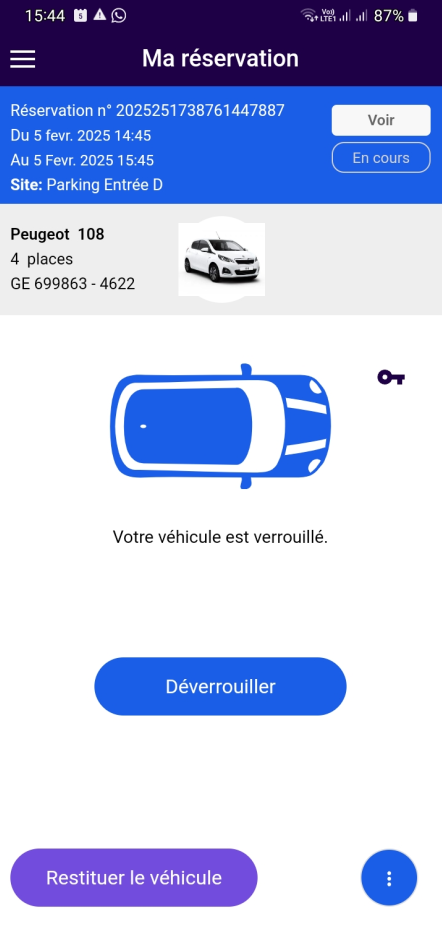 15:44
Vo)) LTE1 87%
Ma réservation
Réservation n° 2025251738761447887
Voir
Du 5 fevr. 2025 14:45
Au 5 Fevr. 2025 15:45
En cours
Site: Parking Entrée D
Peugeot 108
4 places
GE 699863 - 4622
Votre véhicule est verrouillé.
Déverrouiller
Restituer le véhicule